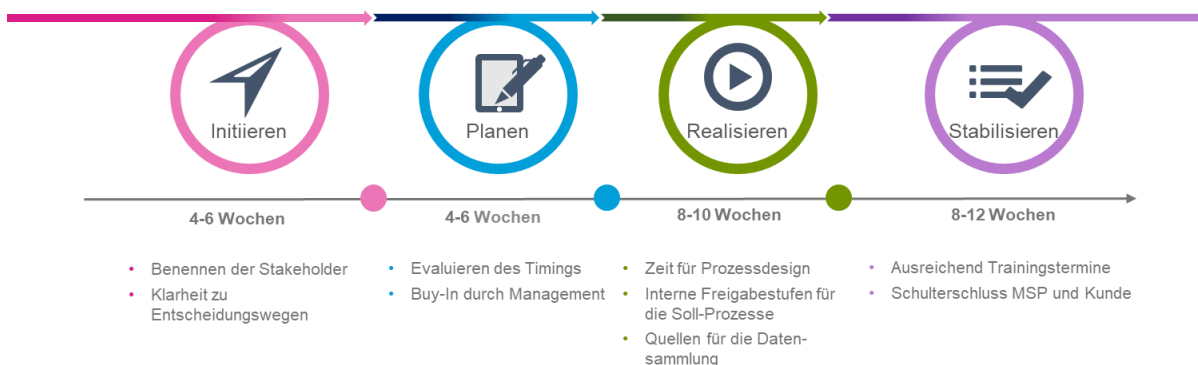 Initiieren
Planen
Realisieren
Stabilisieren
4-6 Wochen
4-6 Wochen
8-10 Wochen
8-12 Wochen
• Benennen der Stakeholder
• Klarheit zu
Entscheidungswegen
• Evaluieren des Timings
• Buy-In durch Management
• Zeit für Prozessdesign
• Interne Freigabestufen für
die Soll-Prozesse
• Quellen für die Daten-
sammlung
• Ausreichend Trainingstermine
• Schulterschluss MSP und Kunde